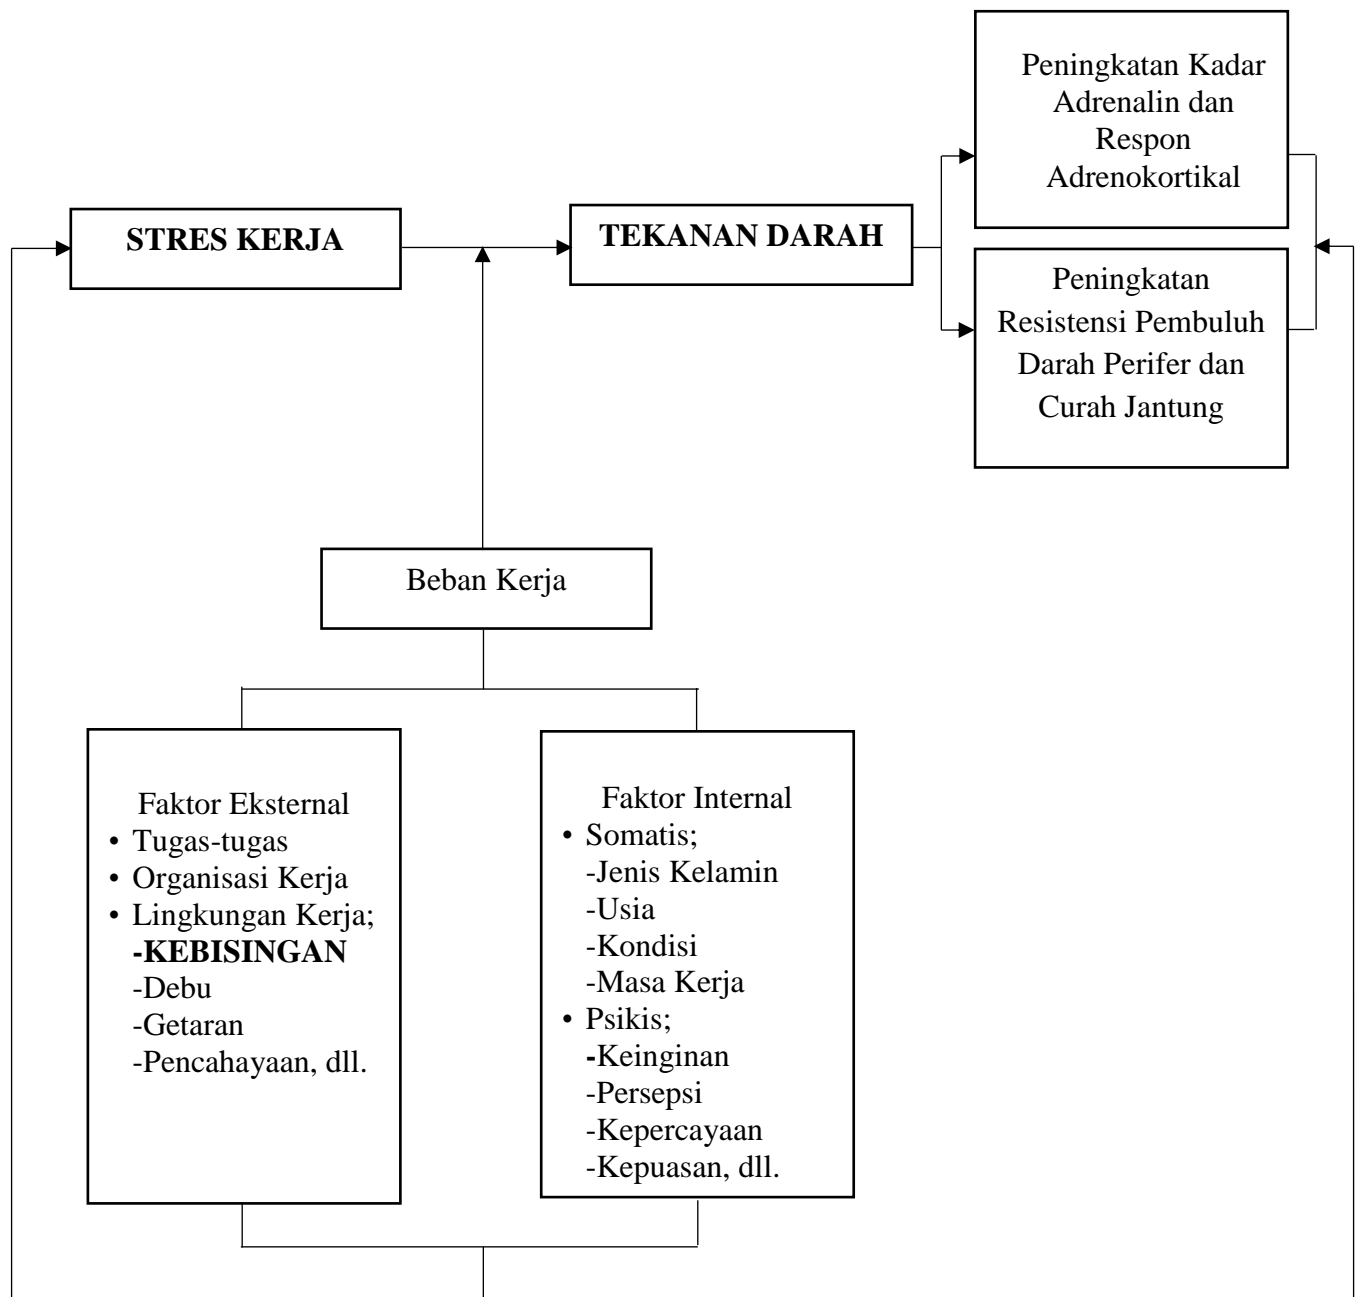 Peningkatan Kadar
Adrenalin dan
Respon
Adrenokortikal
STRES KERJA
TEKANAN DARAH
Peningkatan
Resistensi Pembuluh
Darah Perifer dan
Curah Jantung
Beban Kerja
Faktor Eksternal
• Tugas-tugas
• Organisasi Kerja
• Lingkungan Kerja;
-KEBISINGAN
-Debu
-Getaran
-Pencahayaan, dll.
Faktor Internal
• Somatis;
-Jenis Kelamin
-Usia
-Kondisi
-Masa Kerja
• Psikis;
-Keinginan
-Persepsi
-Kepercayaan
-Kepuasan, dll.